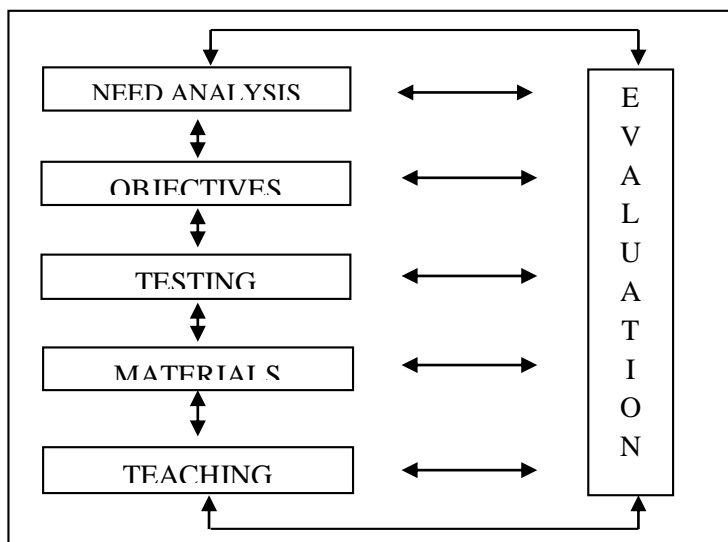 NEED ANALYSIS
OBJECTIVES
TESTING
MATERIALS
TEACHING
E
V
A
L
U
A
T
I
O
N